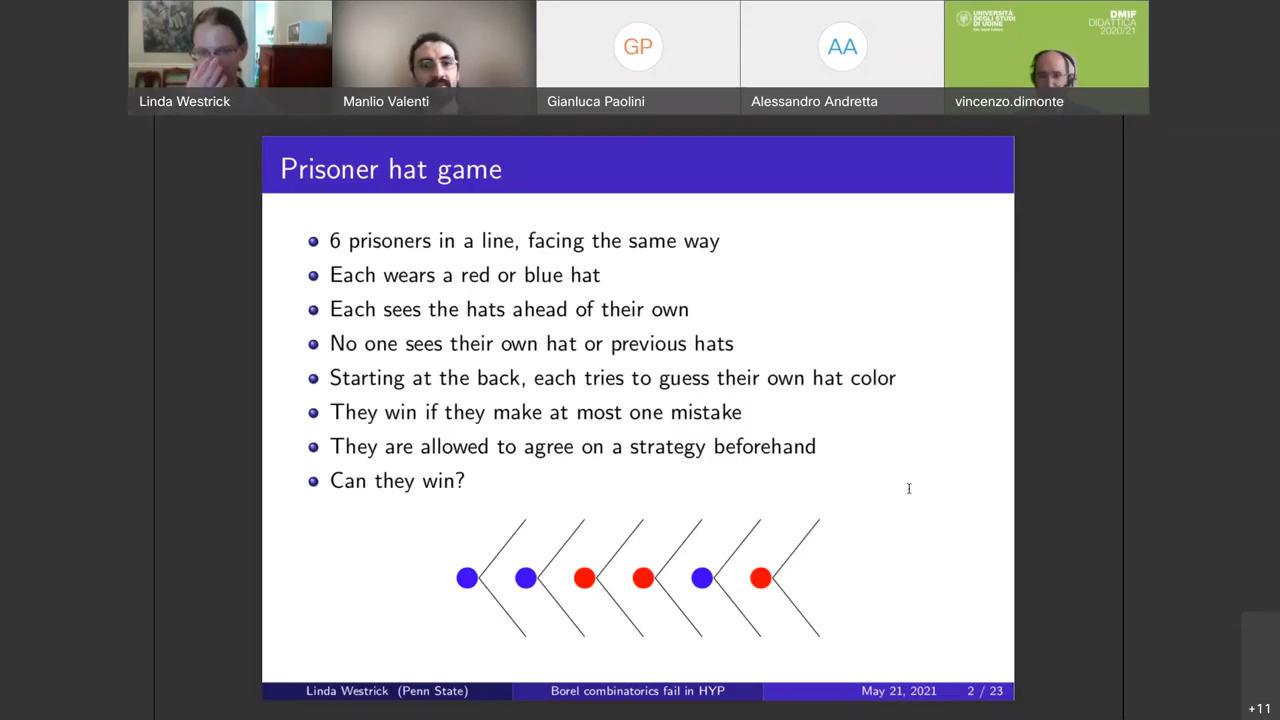 GP
AA
UNIVERSITÀ
DEGLI STUDI
DI UDINE
DMIF
DIDATTICA
2020/21
Linda Westrick
Manlio Valenti
Gianluca Paolini
Alessandro Andretta
vincenzo.dimonte
Prisoner hat game
6 prisoners in a line, facing the same way
Each wears a red or blue hat
Each sees the hats ahead of their own
No one sees their own hat or previous hats
Starting at the back, each tries to guess their own hat color
They win if they make at most one mistake
They are allowed to agree on a strategy beforehand
Can they win?
Linda Westrick (Penn State)
Borel combinatorics fail in HYP
May 21, 2021
2 / 23
+11